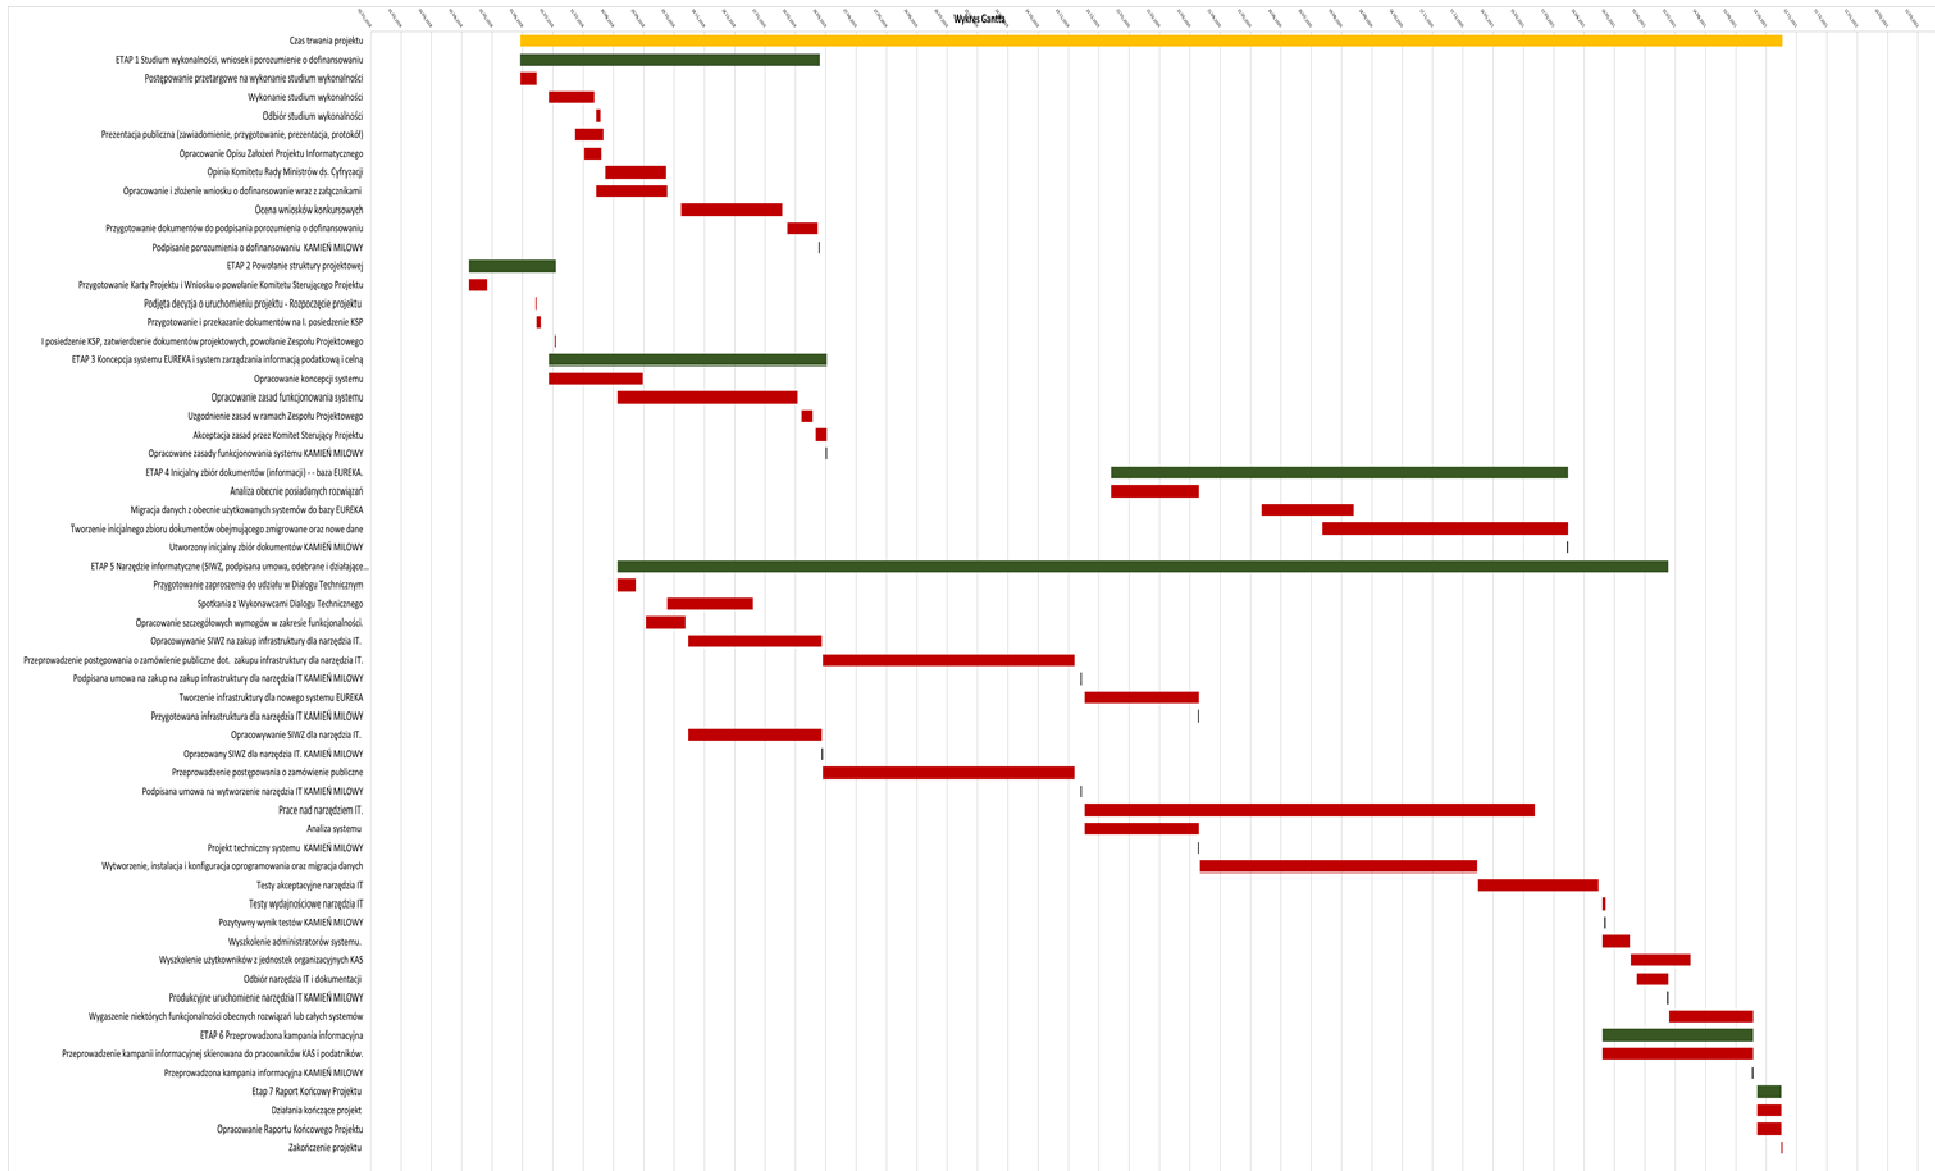 Wykres Gantta
Czas trwania projektu
ETAP 1 Studium wykonalności, wniosek i porozumienie o dofinansowaniu
Postępowanie przetargowe na wykonanie studium wykonalności
Wykonanie studium wykonalności
Odbiór studium wykonalności
Prezentacja publiczna (zawiadomienie, przygotowanie, prezentacja, protokół)
Opracowanie Opisu Założeń Projektu Informatycznego
Opinia Komitetu Rady Ministrów ds. Cyfryzacji
Opracowanie i złożenie wniosku o dofinansowanie wraz z załącznikami
Ocena wniosków konkursowych
Przygotowanie dokumentów do podpisania porozumienia o dofinansowaniu
Podpisanie porozumienia o dofinansowaniu KAMIEŃ MILOWY
ETAP 2 Powołanie struktury projektowej
Przygotowanie Karty Projektu i Wniosku o powołanie Komitetu Sterującego Projektu
Podjęta decyzja o uruchomieniu projektu - Rozpoczęcie projektu
Przygotowanie i przekazanie dokumentów na I. posiedzenie KSP
I posiedzenie KSP, zatwierdzenie dokumentów projektowych, powołanie Zespołu Projektowego
ETAP 3 Koncepcja systemu EUREKA i system zarządzania informacją podatkową i celną
Opracowanie koncepcji systemu
Opracowanie zasad funkcjonowania systemu
Uzgodnienie zasad w ramach Zespołu Projektowego
Akceptacja zasad przez Komitet Sterujący Projektu
Opracowane zasady funkcjonowania systemu KAMIEŃ MILOWY
ETAP 4 Inicjalny zbiór dokumentów (informacji) - - baza EUREKA.
Analiza obecnie posiadanych rozwiązań
Migracja danych z obecnie użytkowanych systemów do bazy EUREKA
Tworzenie inicjalnego zbioru dokumentów obejmującego zmigrowane oraz nowe dane
Utworzony inicjalny zbiór dokumentów KAMIEŃ MILOWY
ETAP 5 Narzędzie informatyczne (SIWZ, podpisana umowa, odebrane i działające...
Przygotowanie zaproszenia do udziału w Dialogu Technicznym
Spotkania z Wykonawcami Dialogu Technicznego
Opracowanie szczegółowych wymogów w zakresie funkcjonalności.
Opracowywanie SIWZ na zakup infrastruktury dla narzędzia IT.
Przeprowadzenie postępowania o zamówienie publiczne dot. zakupu infrastruktury dla narzędzia IT.
Podpisana umowa na zakup na zakup infrastruktury dla narzędzia IT KAMIEŃ MILOWY
Tworzenie infrastruktury dla nowego systemu EUREKA
Przygotowana infrastruktura dla narzędzia IT KAMIEŃ MILOWY
Opracowywanie SIWZ dla narzędzia IT.
Opracowany SIWZ dla narzędzia IT. KAMIEŃ MILOWY
Przeprowadzenie postępowania o zamówienie publiczne
Podpisana umowa na wytworzenie narzędzia IT KAMIEŃ MILOWY
Prace nad narzędziem IT.
Analiza systemu
Projekt techniczny systemu KAMIEŃ MILOWY
Wytworzenie, instalacja i konfiguracja oprogramowania oraz migracja danych
Testy akceptacyjne narzędzia IT
Testy wydajnościowe narzędzia IT
Pozytywny wynik testów KAMIEŃ MILOWY
Wyszkolenie administratorów systemu.
Wyszkolenie użytkowników z jednostek organizacyjnych KAS
Odbiór narzędzia IT i dokumentacji
Produkcyjne uruchomienie narzędzia IT KAMIEŃ MILOWY
Wygaszenie niektórych funkcjonalności obecnych rozwiązań lub całych systemów
ETAP 6 Przeprowadzona kampania informacyjna
Przeprowadzenie kampanii informacyjnej skierowana do pracowników KAS i podatników.
Przeprowadzona kampania informacyjna KAMIEŃ MILOWY
Etap 7 Raport Końcowy Projektu
Działania kończące projekt
Opracowanie Raportu Końcowego Projektu
Zakończenie projektu